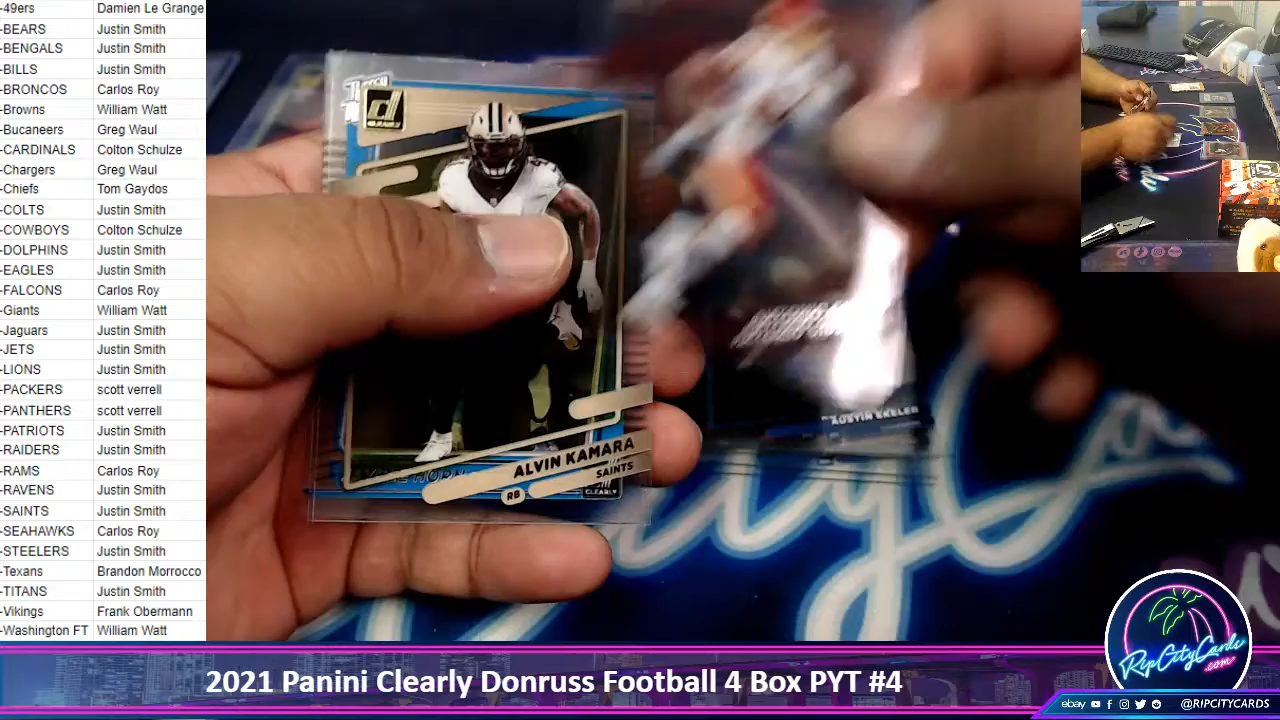 -49ers Damien Le Grange
-BEARS Justin Smith
-BENGALS Justin Smith
-BILLS Justin Smith
-BRONCOS Carlos Roy
-Browns William Watt
-Bucaneers Greg Waul
-CARDINALS Colton Schulze
-Chargers Greg Waul
-Chiefs Tom Gaydos
-COLTS Justin Smith
-COWBOYS Colton Schulze
-DOLPHINS Justin Smith
-EAGLES Justin Smith
-FALCONS Carlos Roy
-Giants William Watt
-Jaguars Justin Smith
-JETS Justin Smith
-LIONS Justin Smith
-PACKERS scott verrell
-PANTHERS scott verrell
-PATRIOTS Justin Smith
-RAIDERS Justin Smith
-RAMS Carlos Roy
-RAVENS Justin Smith
-SAINTS Justin Smith
-SEAHAWKS Carlos Roy
-STEELERS Justin Smith
-Texans Brandon Morrocco
-TITANS Justin Smith
-Vikings Frank Obermann
-Washington FT William Watt
d
CLEARLY
ALVIN KAMARA
SAINTS
RB
CLEARLY
AUSTIN EKELER
RipCityCards
.com
2021 Panini Clearly Donruss Football 4 Box PYT #4
ebay @RIPCITYCARDS